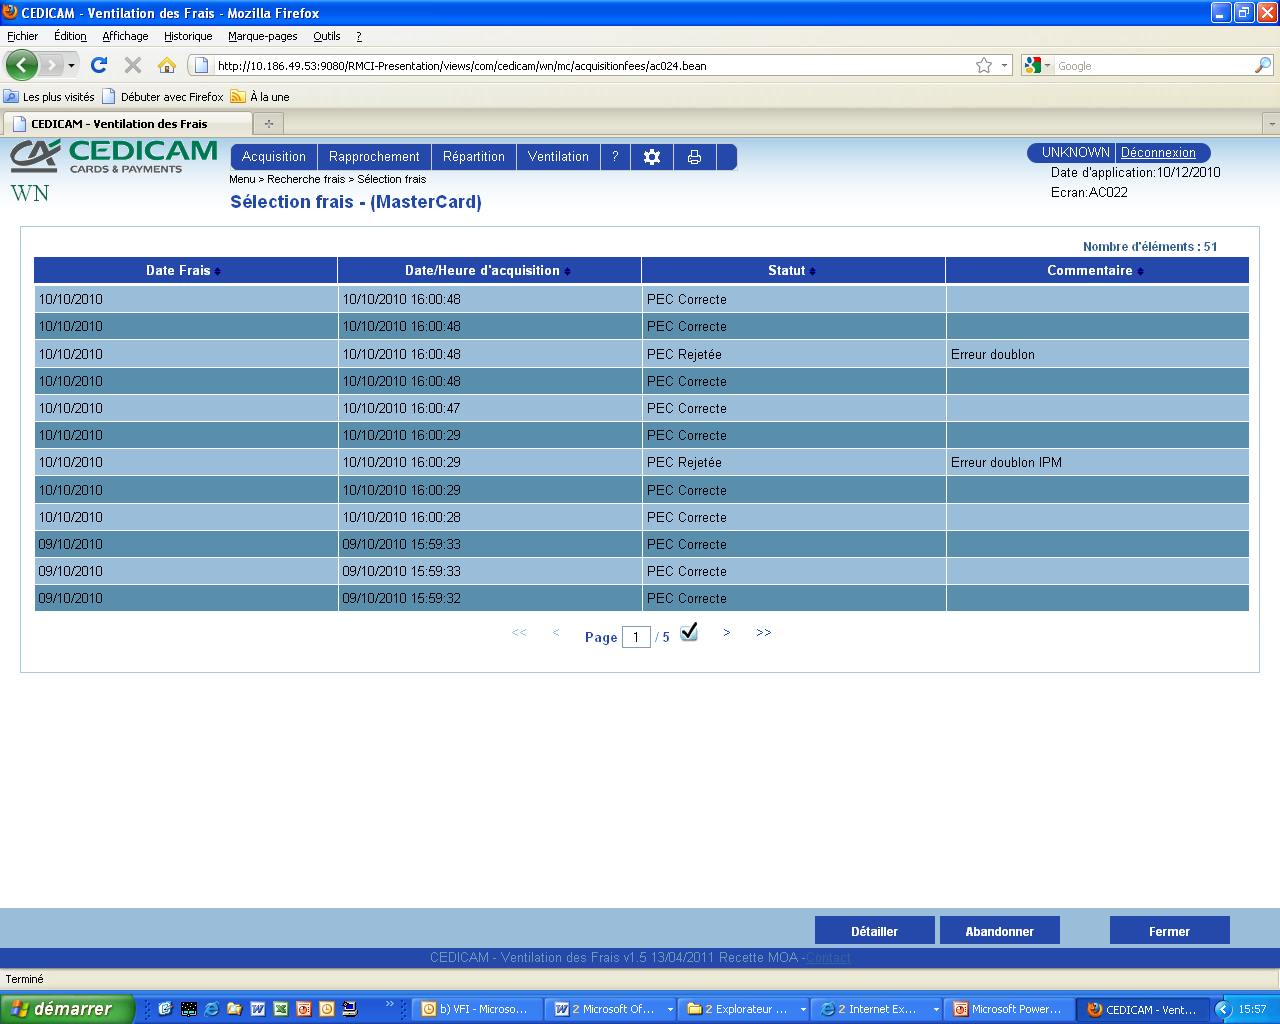 CEDICAM - Ventilation des Frais - Mozilla Firefox
Fichier Édition Affichage Historique Marque-pages Outils ?
http://10.186.49.53:9080/RMCI-Presentation/views/com/cedicam/wn/mc/acquisitionfees/ac024.bean
Google
Les plus visités Débuter avec Firefox À la une
CEDICAM - Ventilation des Frais
CEDICAM
CARDS & PAYMENTS
WN
Acquisition Rapprochement Répartition Ventilation ?
UNKNOWN Déconnexion
Date d'application:10/12/2010
Ecran:AC022
Menu > Recherche frais > Sélection frais
Sélection frais - (MasterCard)
Nombre d'éléments : 51
Date Frais Date/Heure d'acquisition Statut Commentaire
10/10/2010 10/10/2010 16:00:48 PEC Correcte
10/10/2010 10/10/2010 16:00:48 PEC Correcte
10/10/2010 10/10/2010 16:00:48 PEC Rejetée Erreur doublon
10/10/2010 10/10/2010 16:00:48 PEC Correcte
10/10/2010 10/10/2010 16:00:47 PEC Correcte
10/10/2010 10/10/2010 16:00:29 PEC Correcte
10/10/2010 10/10/2010 16:00:29 PEC Rejetée Erreur doublon IPM
10/10/2010 10/10/2010 16:00:29 PEC Correcte
10/10/2010 10/10/2010 16:00:28 PEC Correcte
09/10/2010 09/10/2010 15:59:33 PEC Correcte
09/10/2010 09/10/2010 15:59:33 PEC Correcte
09/10/2010 09/10/2010 15:59:32 PEC Correcte
<< < Page 1 / 5 > >>
Détailler Abandonner Fermer
CEDICAM - Ventilation des Frais v1.5 13/04/2011 Recette MOA -Contact
Terminé
démarrer » b) VFI - Microso... 2 Microsoft Of... 2 Explorateur ... 2 Internet Ex... Microsoft Power... CEDICAM - Vent... 15:57